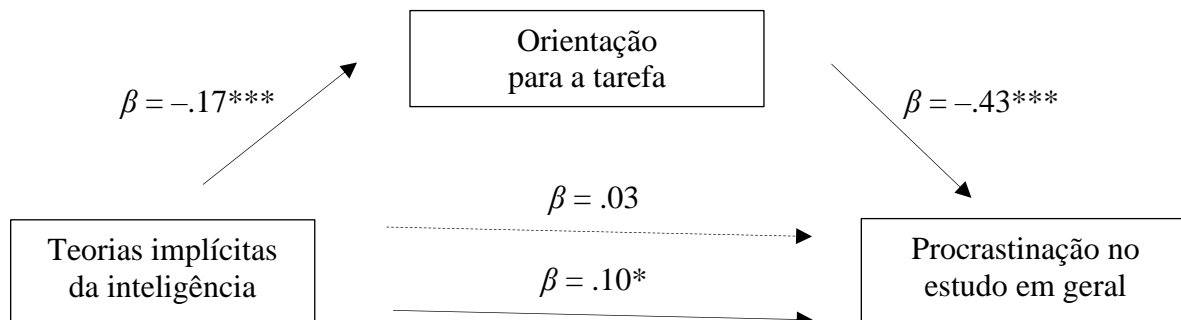 Orientação
para a tarefa
β = –.17***
β = –.43***
β = .03
Teorias implícitas
da inteligência
Procrastinação no
estudo em geral
β = .10*